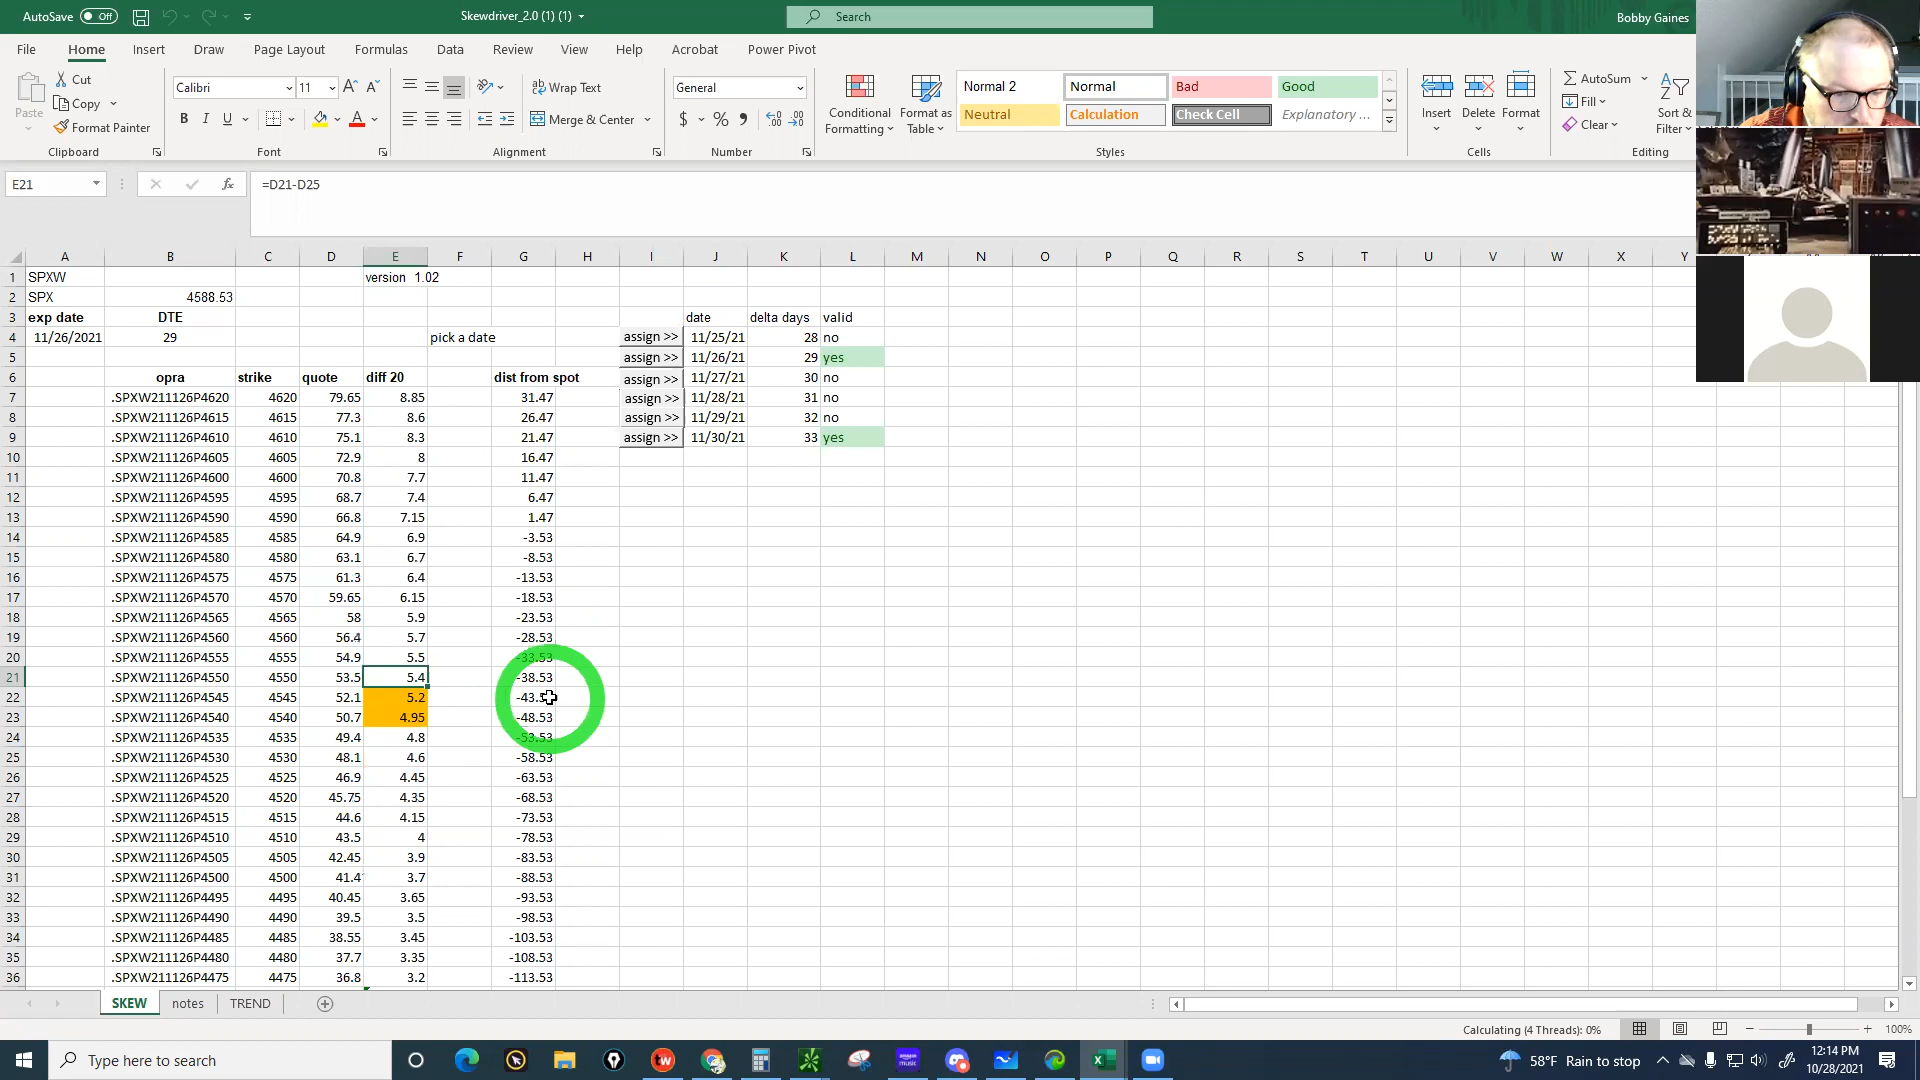 AutoSave Off Skewdriver_2.0 (1) (1) Search Bobby Gaines
File Home Insert Draw Page Layout Formulas Data Review View Help Acrobat Power Pivot
Paste Cut Copy Format Painter
Calibri 11 Wrap Text General
Merge & Center
Conditional Formatting Format as Table
Normal 2 Normal Bad Good
Neutral Calculation Check Cell Explanatory ...
Insert Delete Format
AutoSum Fill Clear Sort & Filter
Clipboard Font Alignment Number Styles Cells Editing
E21 fx =D21-D25
A B C D E F G H I J K L M N O P Q R S T U V W X Y
1 SPXW version 1.02
2 SPX 4588.53
3 exp date DTE date delta days valid
4 11/26/2021 29 pick a date assign >> 11/25/21 28 no
5 assign >> 11/26/21 29 yes
6 opra strike quote diff 20 dist from spot assign >> 11/27/21 30 no
7 .SPXW211126P4620 4620 79.65 8.85 31.47 assign >> 11/28/21 31 no
8 .SPXW211126P4615 4615 77.3 8.6 26.47 assign >> 11/29/21 32 no
9 .SPXW211126P4610 4610 75.1 8.3 21.47 assign >> 11/30/21 33 yes
10 .SPXW211126P4605 4605 72.9 8 16.47
11 .SPXW211126P4600 4600 70.8 7.7 11.47
12 .SPXW211126P4595 4595 68.7 7.4 6.47
13 .SPXW211126P4590 4590 66.8 7.15 1.47
14 .SPXW211126P4585 4585 64.9 6.9 -3.53
15 .SPXW211126P4580 4580 63.1 6.7 -8.53
16 .SPXW211126P4575 4575 61.3 6.4 -13.53
17 .SPXW211126P4570 4570 59.65 6.15 -18.53
18 .SPXW211126P4565 4565 58 5.9 -23.53
19 .SPXW211126P4560 4560 56.4 5.7 -28.53
20 .SPXW211126P4555 4555 54.9 5.5 -33.53
21 .SPXW211126P4550 4550 53.5 5.4 -38.53
22 .SPXW211126P4545 4545 52.1 5.2
23 .SPXW211126P4540 4540 50.7 4.95 -48.53
24 .SPXW211126P4535 4535 49.4 4.8 -53.53
25 .SPXW211126P4530 4530 48.1 4.6 -58.53
26 .SPXW211126P4525 4525 46.9 4.45 -63.53
27 .SPXW211126P4520 4520 45.75 4.35 -68.53
28 .SPXW211126P4515 4515 44.6 4.15 -73.53
29 .SPXW211126P4510 4510 43.5 4 -78.53
30 .SPXW211126P4505 4505 42.45 3.9 -83.53
31 .SPXW211126P4500 4500 41.4 3.7 -88.53
32 .SPXW211126P4495 4495 40.45 3.65 -93.53
33 .SPXW211126P4490 4490 39.5 3.5 -98.53
34 .SPXW211126P4485 4485 38.55 3.45 -103.53
35 .SPXW211126P4480 4480 37.7 3.35 -108.53
36 .SPXW211126P4475 4475 36.8 3.2 -113.53
SKEW notes TREND
Calculating (4 Threads): 0% 100%
Type here to search 58°F Rain to stop 12:14 PM
10/28/2021